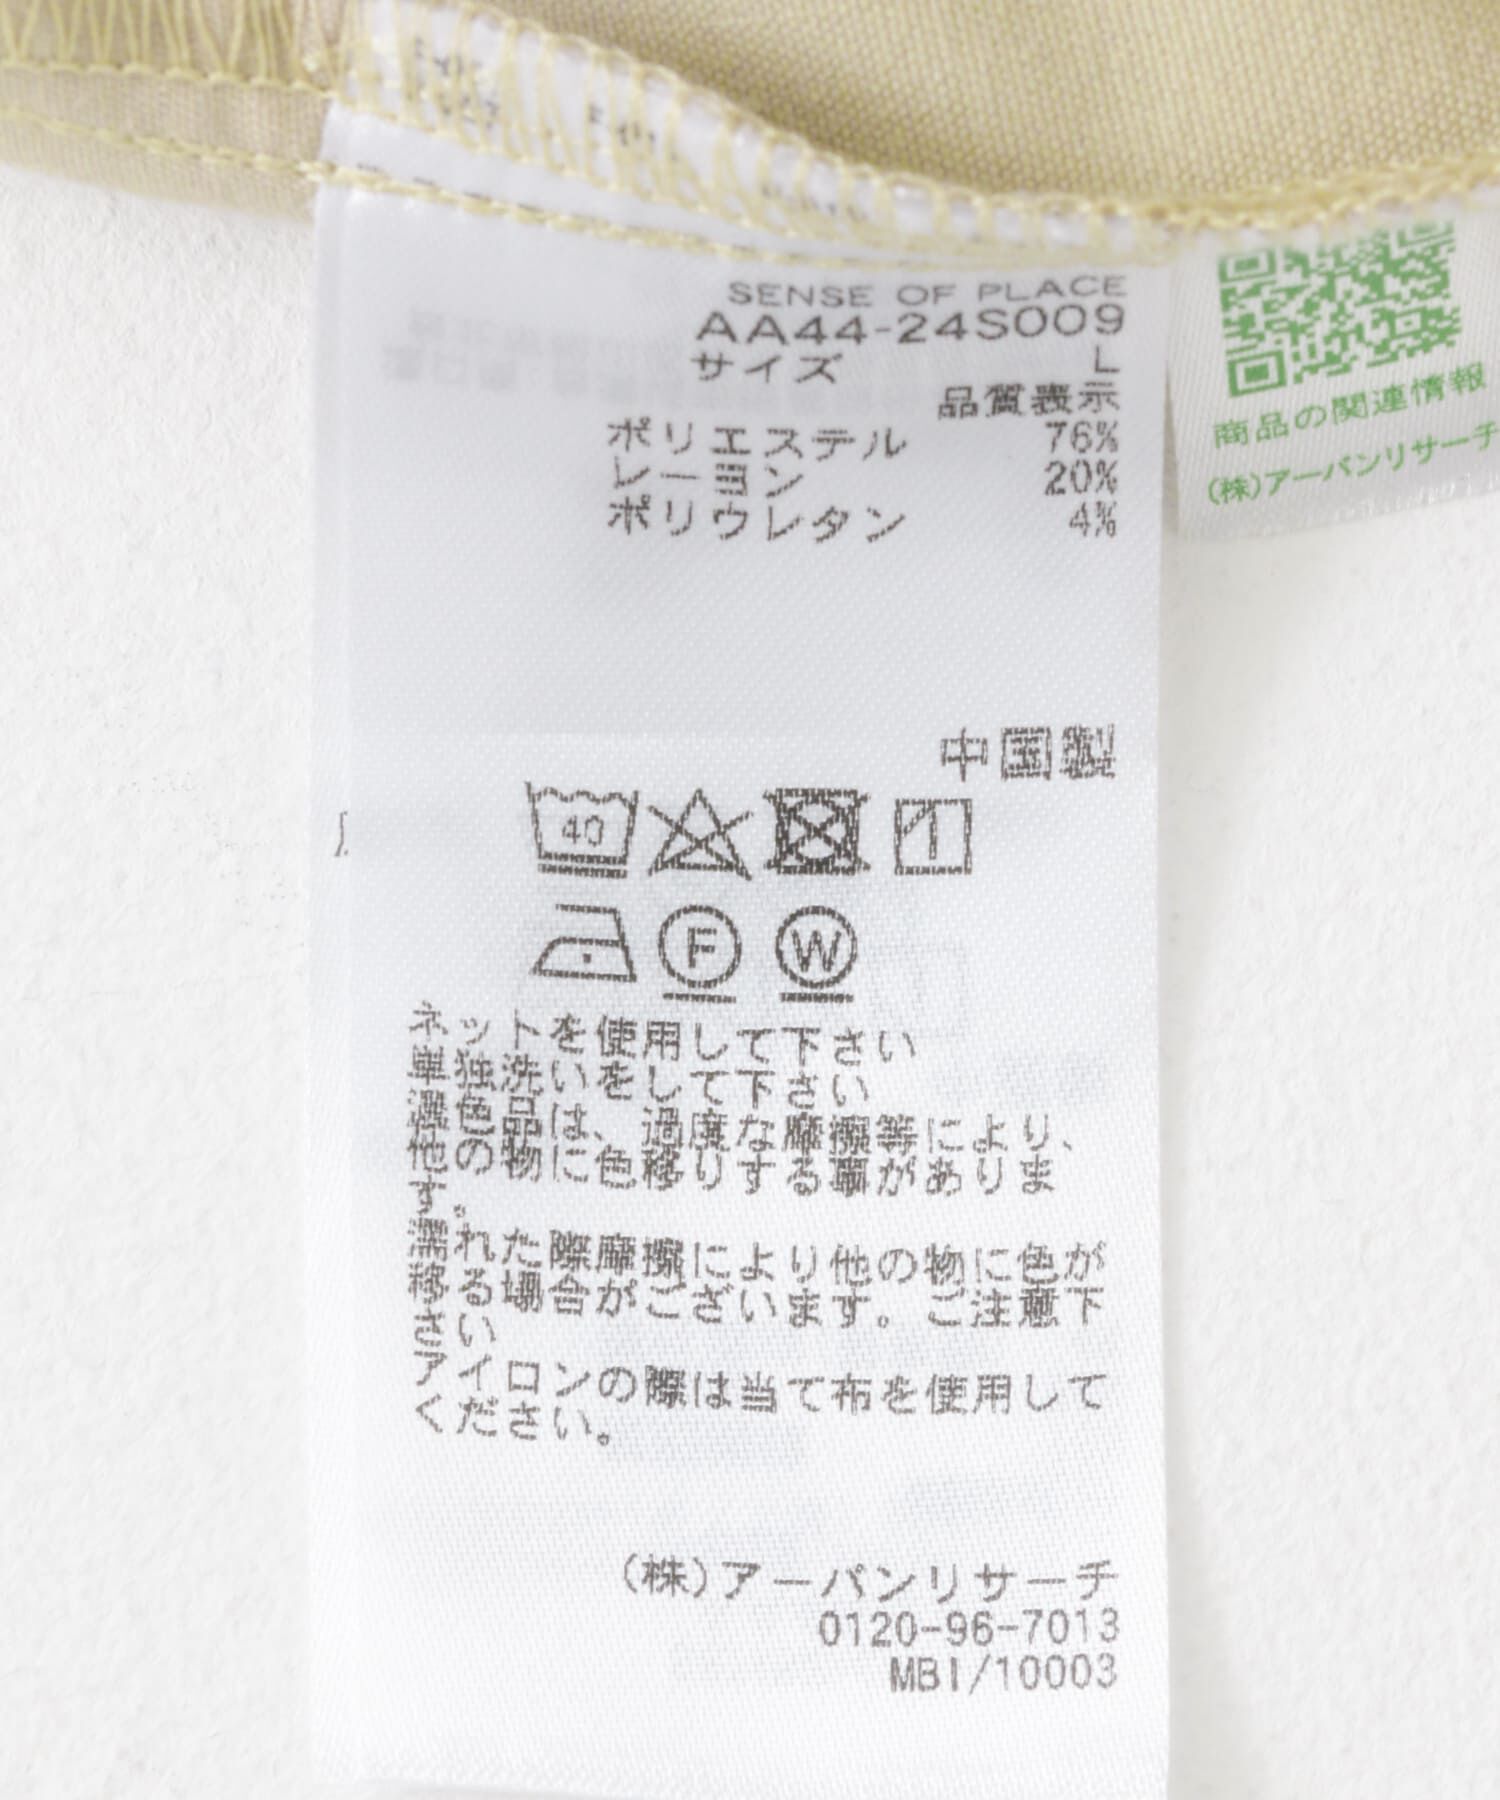 SENSE OF PLACE
AA44-24S009
サイズ L
品質表示
ポリエステル 76%
レーヨン 20%
ポリウレタン 4%
中国製
40
F
W
ネットを使用して下さい
単独洗いをして下さい
濃色品は、過度な摩擦等により、
他の物に色移りする事がありま
す。
濡れた際摩擦により他の物に色が
移る場合がございます。ご注意下
さい
アイロンの際は当て布を使用して
ください。
(株)アーバンリサーチ
0120-96-7013
MBI/10003
商品の関連情報
(株)アーバンリサーチ